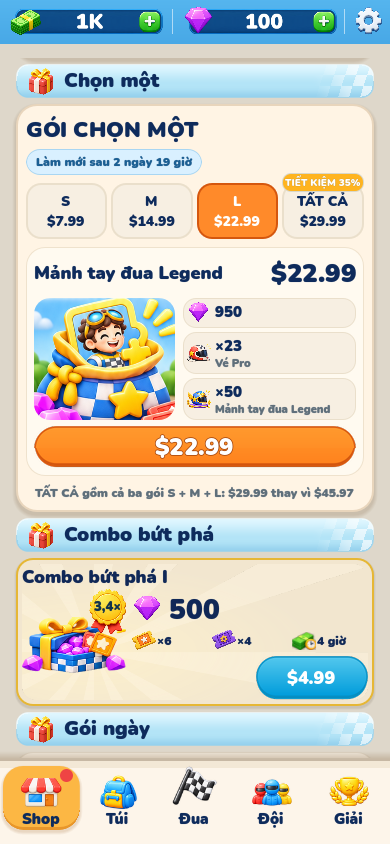 1K
100
Chọn một
GÓI CHỌN MỘT
Làm mới sau 2 ngày 19 giờ
S
$7.99
M
$14.99
L
$22.99
TIẾT KIỆM 35%
TẤT CẢ
$29.99
Mảnh tay đua Legend
$22.99
950
×23
Vé Pro
×50
Mảnh tay đua Legend
$22.99
TẤT CẢ gồm cả ba gói S + M + L: $29.99 thay vì $45.97
Combo bứt phá
Combo bứt phá I
3,4×
500
×6
×4
4 giờ
$4.99
Gói ngày
Shop
Túi
Đua
Đội
Giải